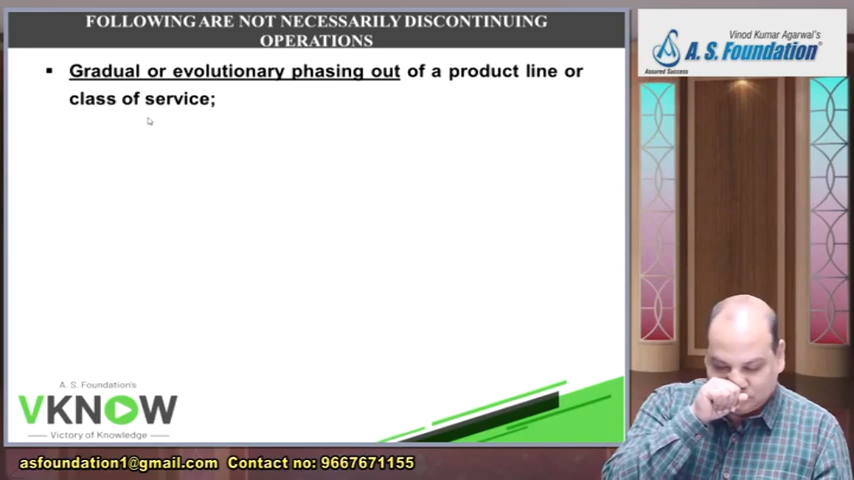 FOLLOWING ARE NOT NECESSARILY DISCONTINUING
OPERATIONS
▪ Gradual or evolutionary phasing out of a product line or
class of service;
Vinod Kumar Agarwal's
A. S. Foundation®
Assured Success
A. S. Foundation's
VKNOW
Victory of Knowledge
asfoundation1@gmail.com Contact no: 9667671155